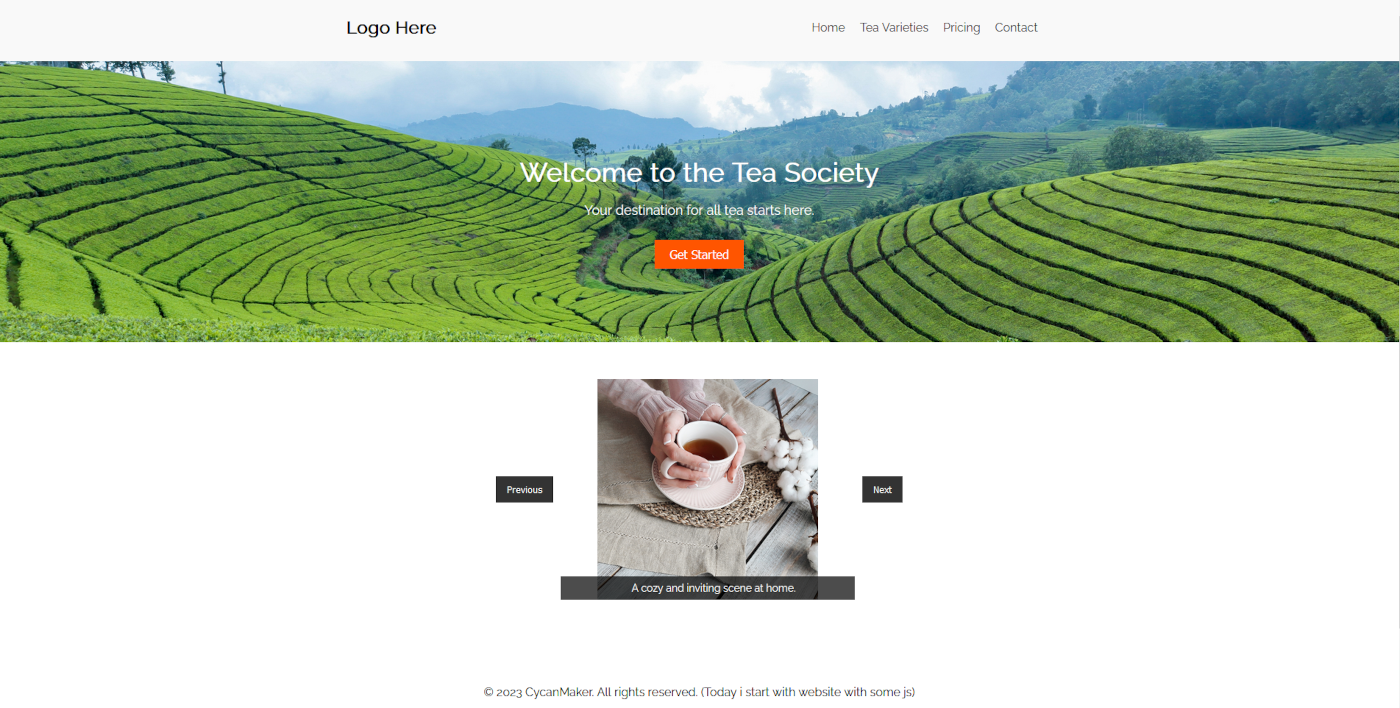 Logo Here
Home Tea Varieties Pricing Contact
Welcome to the Tea Society
Your destination for all tea starts here.
Get Started
Previous
Next
A cozy and inviting scene at home.
© 2023 CycanMaker. All rights reserved. (Today i start with website with some js)